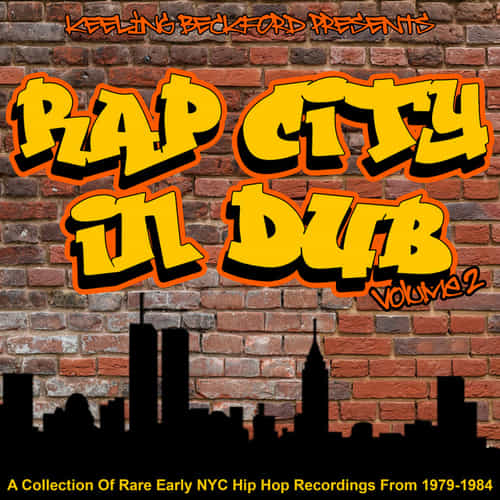 KEELING BECKFORD PRESENTS
RAP CITY
IN DUB
VOLUME 2
A Collection Of Rare Early NYC Hip Hop Recordings From 1979-1984